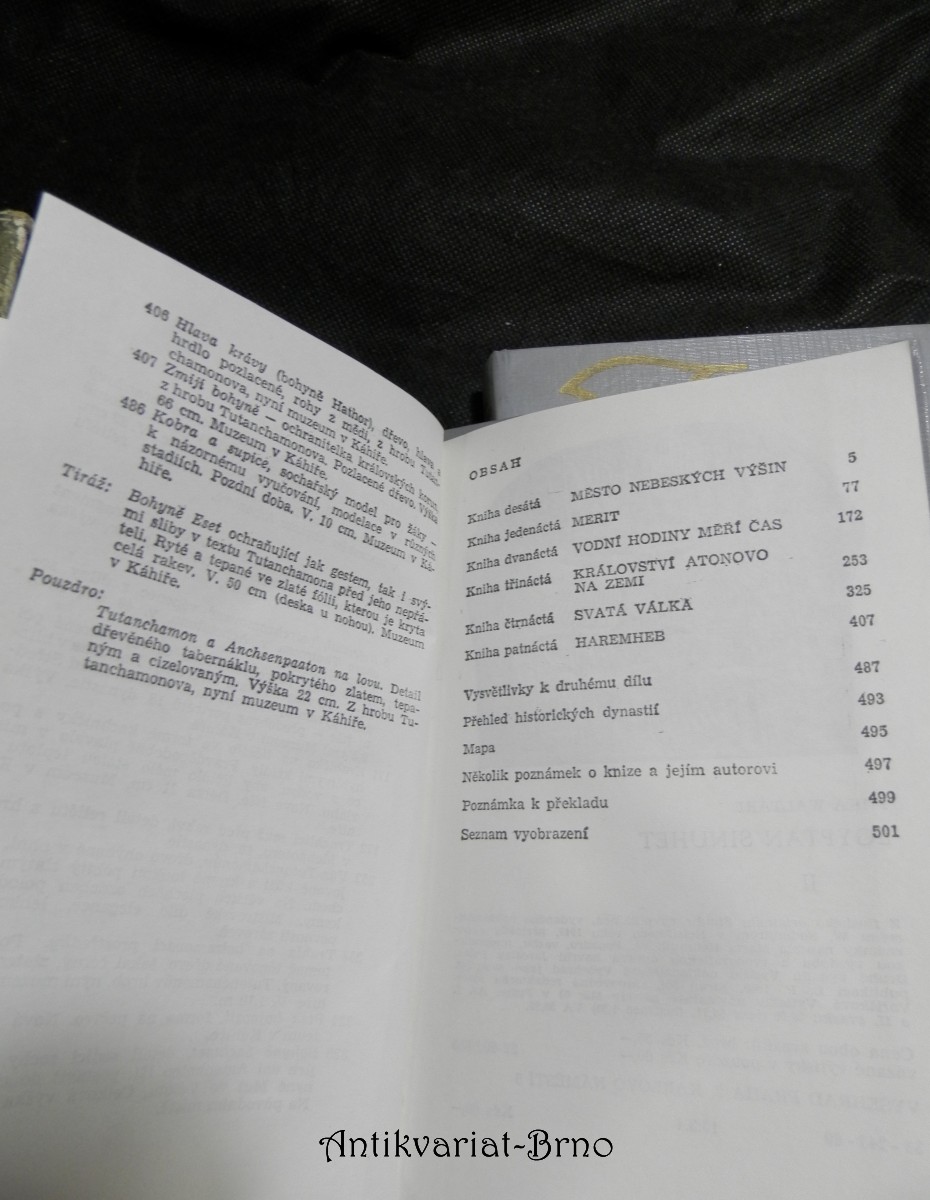 406 Hlava krávy (bohyně Hathor), dřevo, hlava a
hrdlo pozlacené, rohy z mědi, z hrobu Tutan-
chamonova, nyní muzeum v Káhiře.
407 Zmijí bohyně — ochranitelka královských komor,
z hrobu Tutanchamonova. Pozlacené dřevo. Výška
66 cm. Muzeum v Káhiře.
486 Kobra a supice, sochařský model pro žáky —
k názornému vyučování, modelace v různých
stadiích. Pozdní doba. V. 10 cm, Muzeum v Ká-
hiře.
Tiráž: Bohyně Eset ochraňující jak gestem, tak i svý-
mi sliby v textu Tutanchamona před jeho nepřá-
teli. Ryté a tepané ve zlaté fólii, kterou je kryta
celá rakev. V. 50 cm (deska u nohou). Muzeum
v Káhiře.
Pouzdro:
Tutanchamon a Anchsenpaaton na lovu. Detail
dřevěného tabernáklu, pokrytého zlatem, tepa-
ným a cizelovaným. Výška 22 cm. Z hrobu Tu-
tanchamonova, nyní muzeum v Káhiře.
OBSAH
Kniha desátá MĚSTO NEBESKÝCH VÝŠIN 5
Kniha jedenáctá MERIT 77
Kniha dvanáctá VODNÍ HODINY MĚŘÍ ČAS 172
Kniha třináctá KRÁLOVSTVÍ ATONOVO
NA ZEMI 253
Kniha čtrnáctá SVATÁ VÁLKA 325
Kniha patnáctá HAREMHEB 407
Vysvětlivky k druhému dílu 487
Přehled historických dynastií 493
Mapa 495
Několik poznámek o knize a jejím autorovi 497
Poznámka k překladu 499
Seznam vyobrazení 501
Antikvariat-Brno